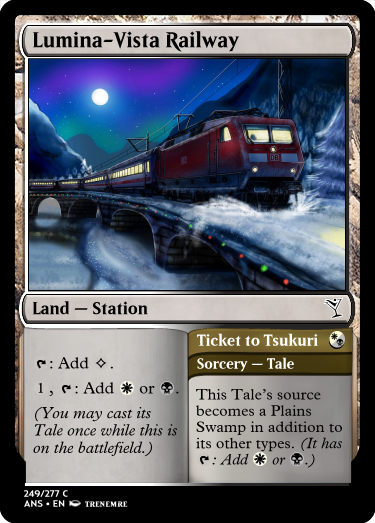 Lumina-Vista Railway
Land — Station
: Add .
1 , : Add or .
(You may cast its
Tale once while this is
on the battlefield.)
Ticket to Tsukuri
Sorcery — Tale
This Tale's source
becomes a Plains
Swamp in addition to
its other types. (It has
: Add or .)
249/277 C
ANS • EN TRENEMRE